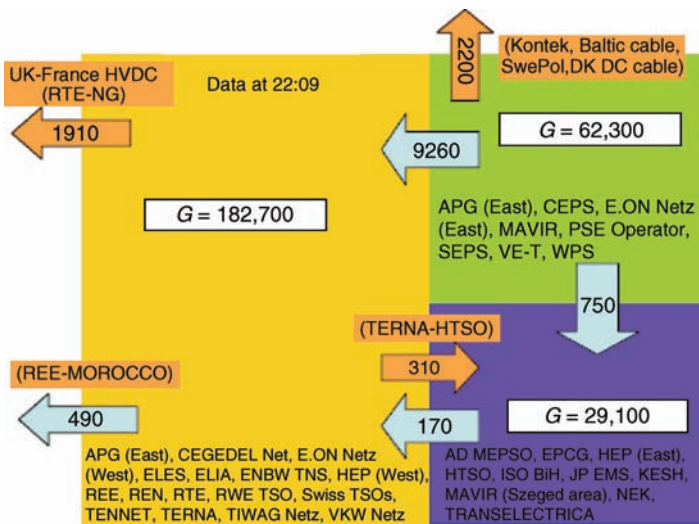 UK-France HVDC
(RTE-NG)
1910
Data at 22:09
2200
(Kontek, Baltic cable,
SwePol,DK DC cable)
9260
G = 62,300
G = 182,700
APG (East), CEPS, E.ON Netz
(East), MAVIR, PSE Operator,
SEPS, VE-T, WPS
750
(TERNA-HTSO)
310
(REE-MOROCCO)
490
170
G = 29,100
APG (East), CEGEDEL Net, E.ON Netz
(West), ELES, ELIA, ENBW TNS, HEP (West),
REE, REN, RTE, RWE TSO, Swiss TSOs,
TENNET, TERNA, TIWAG Netz, VKW Netz
AD MEPSO, EPCG, HEP (East),
HTSO, ISO BiH, JP EMS, KESH,
MAVIR (Szeged area), NEK,
TRANSELECTRICA